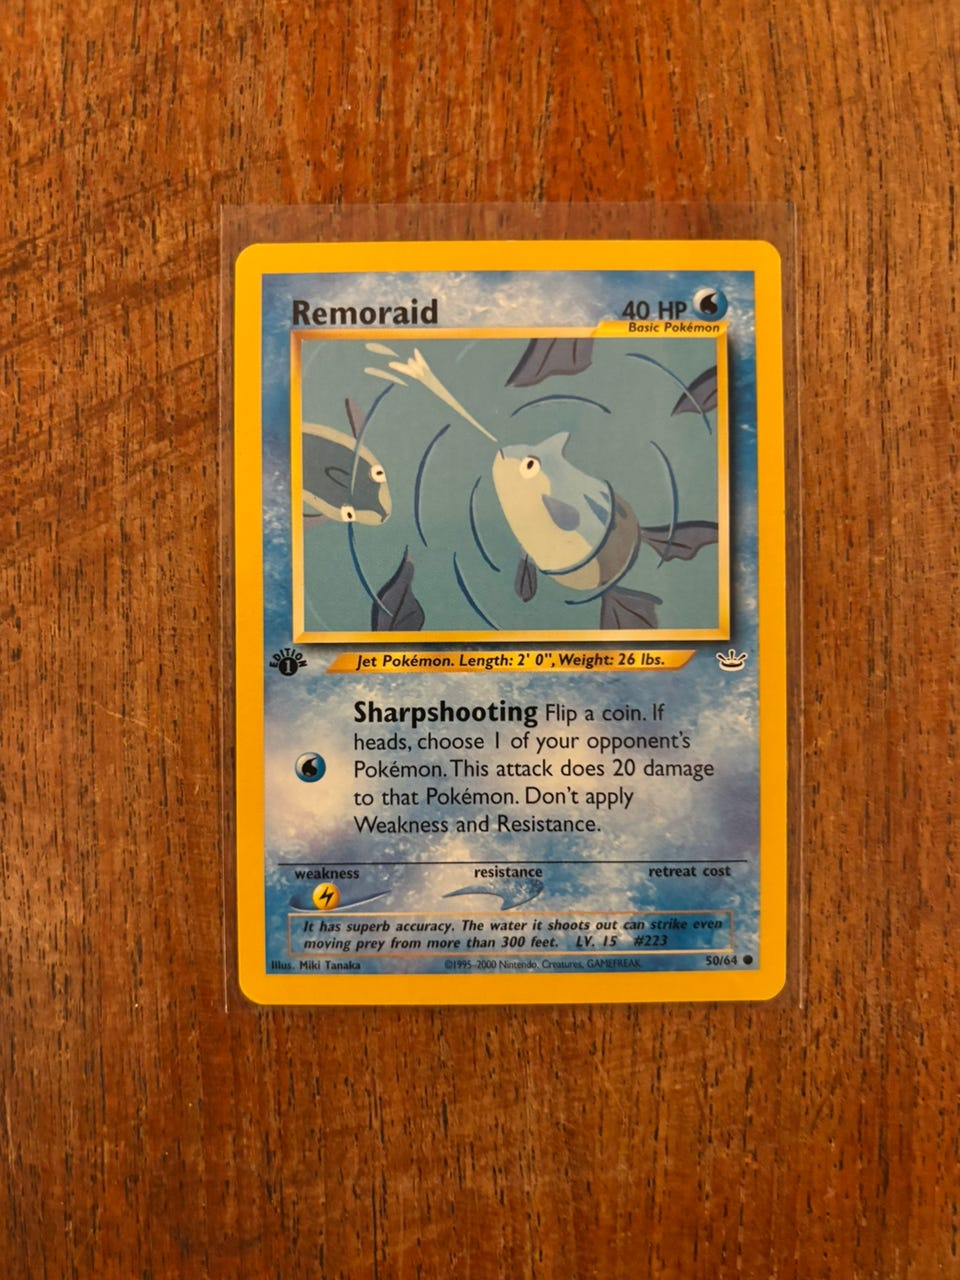 Remoraid
40 HP
Basic Pokémon
EDITION
1
Jet Pokémon. Length: 2' 0", Weight: 26 lbs.
Sharpshooting Flip a coin. If
heads, choose 1 of your opponent's
Pokémon. This attack does 20 damage
to that Pokémon. Don't apply
Weakness and Resistance.
weakness resistance retreat cost
It has superb accuracy. The water it shoots out can strike even
moving prey from more than 300 feet. LV. 15 #223
Illus. Miki Tanaka ©1995-2000 Nintendo, Creatures, GAMEFREAK. 50/64